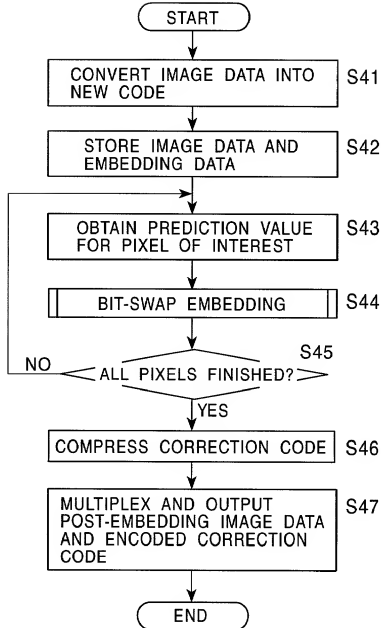 START
CONVERT IMAGE DATA INTO
NEW CODE
S41
STORE IMAGE DATA AND
EMBEDDING DATA
S42
OBTAIN PREDICTION VALUE
FOR PIXEL OF INTEREST
S43
BIT-SWAP EMBEDDING
S44
S45
NO
ALL PIXELS FINISHED?
YES
COMPRESS CORRECTION CODE
S46
MULTIPLEX AND OUTPUT
POST-EMBEDDING IMAGE DATA
AND ENCODED CORRECTION
CODE
S47
END